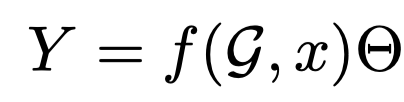 Y = f(𝒢, x)Θ